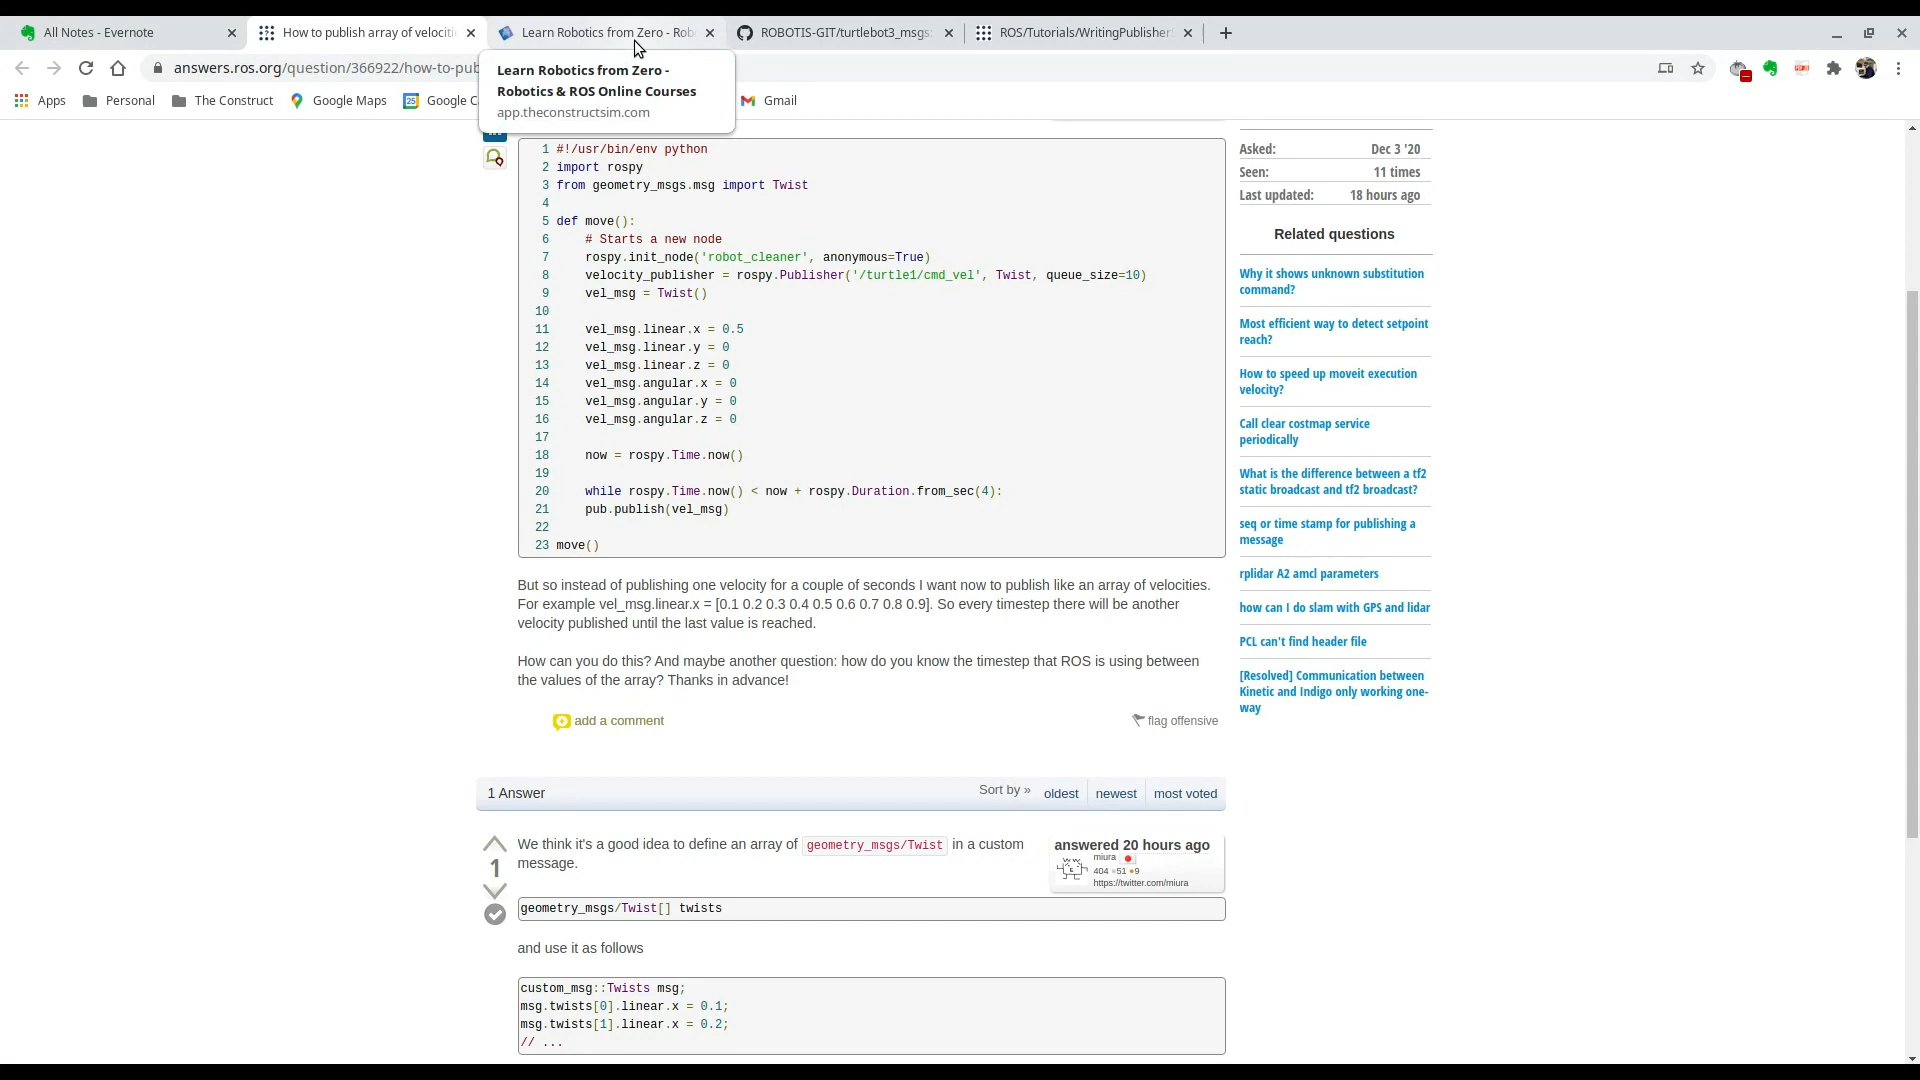 All Notes - Evernote
How to publish array of velociti
Learn Robotics from Zero - Rob
ROBOTIS-GIT/turtlebot3_msgs:
ROS/Tutorials/WritingPublisher
answers.ros.org/question/366922/how-to-pub
Learn Robotics from Zero -
Robotics & ROS Online Courses
app.theconstructsim.com
Apps
Personal
The Construct
Google Maps
Google C
Gmail
1 #!/usr/bin/env python
2 import rospy
3 from geometry_msgs.msg import Twist
4
5 def move():
6 # Starts a new node
7 rospy.init_node('robot_cleaner', anonymous=True)
8 velocity_publisher = rospy.Publisher('/turtle1/cmd_vel', Twist, queue_size=10)
9 vel_msg = Twist()
10
11 vel_msg.linear.x = 0.5
12 vel_msg.linear.y = 0
13 vel_msg.linear.z = 0
14 vel_msg.angular.x = 0
15 vel_msg.angular.y = 0
16 vel_msg.angular.z = 0
17
18 now = rospy.Time.now()
19
20 while rospy.Time.now() < now + rospy.Duration.from_sec(4):
21 pub.publish(vel_msg)
22
23 move()
But so instead of publishing one velocity for a couple of seconds I want now to publish like an array of velocities.
For example vel_msg.linear.x = [0.1 0.2 0.3 0.4 0.5 0.6 0.7 0.8 0.9]. So every timestep there will be another
velocity published until the last value is reached.
How can you do this? And maybe another question: how do you know the timestep that ROS is using between
the values of the array? Thanks in advance!
add a comment
flag offensive
1 Answer
Sort by »
oldest
newest
most voted
1
We think it's a good idea to define an array of geometry_msgs/Twist in a custom
message.
answered 20 hours ago
miura
404 51 9
https://twitter.com/miura
geometry_msgs/Twist[] twists
and use it as follows
custom_msg::Twists msg;
msg.twists[0].linear.x = 0.1;
msg.twists[1].linear.x = 0.2;
// ...
Asked: Dec 3 '20
Seen: 11 times
Last updated: 18 hours ago
Related questions
Why it shows unknown substitution
command?
Most efficient way to detect setpoint
reach?
How to speed up moveit execution
velocity?
Call clear costmap service
periodically
What is the difference between a tf2
static broadcast and tf2 broadcast?
seq or time stamp for publishing a
message
rplidar A2 amcl parameters
how can I do slam with GPS and lidar
PCL can't find header file
[Resolved] Communication between
Kinetic and Indigo only working one-
way